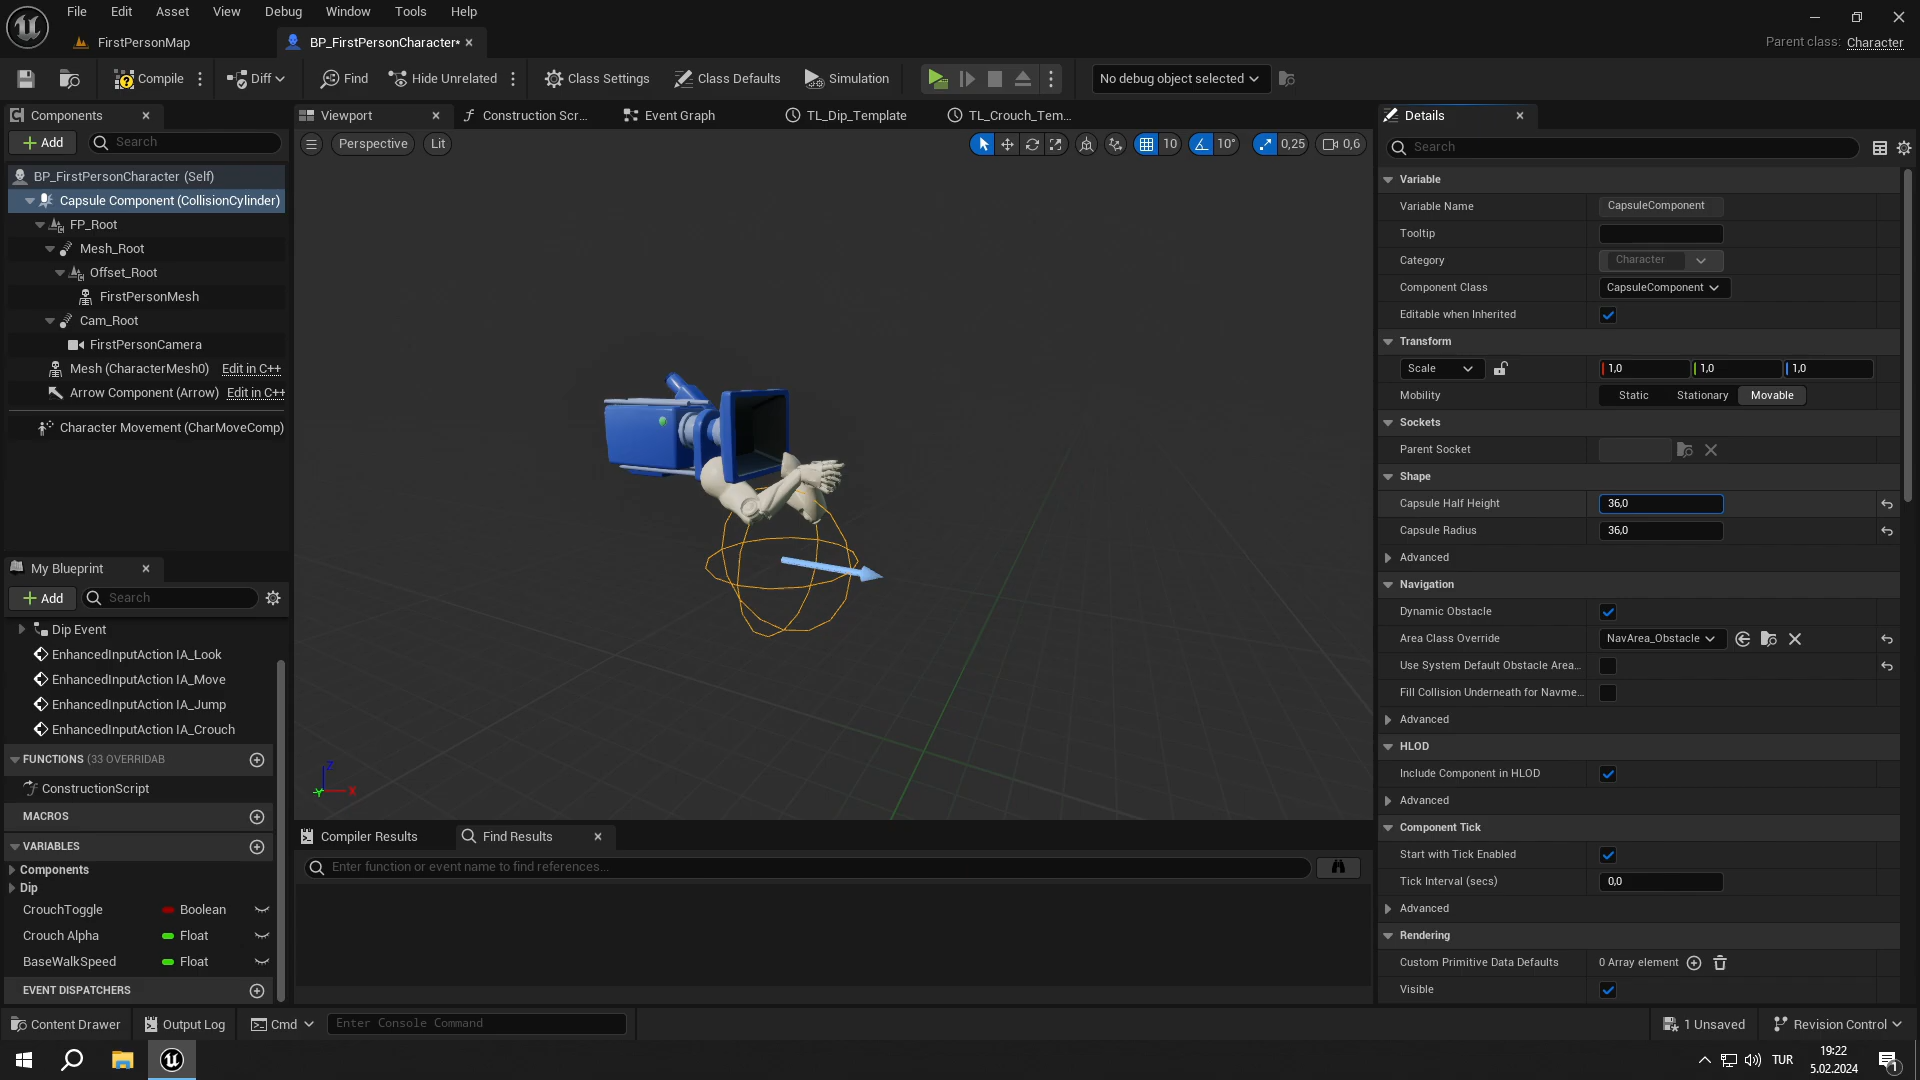 File Edit Asset View Debug Window Tools Help
FirstPersonMap
BP_FirstPersonCharacter*
Parent class: Character
Compile
Diff
Find
Hide Unrelated
Class Settings
Class Defaults
Simulation
No debug object selected
Components
Add
Search
BP_FirstPersonCharacter (Self)
Capsule Component (CollisionCylinder)
FP_Root
Mesh_Root
Offset_Root
FirstPersonMesh
Cam_Root
FirstPersonCamera
Mesh (CharacterMesh0) Edit in C++
Arrow Component (Arrow) Edit in C++
Character Movement (CharMoveComp)
My Blueprint
Add
Search
Dip Event
EnhancedInputAction IA_Look
EnhancedInputAction IA_Move
EnhancedInputAction IA_Jump
EnhancedInputAction IA_Crouch
FUNCTIONS (33 OVERRIDAB
ConstructionScript
MACROS
VARIABLES
Components
Dip
CrouchToggle Boolean
Crouch Alpha Float
BaseWalkSpeed Float
EVENT DISPATCHERS
Viewport
Construction Scr...
Event Graph
TL_Dip_Template
TL_Crouch_Tem...
Perspective
Lit
10
10°
0,25
0,6
Z
X
Y
Compiler Results
Find Results
Enter function or event name to find references...
Details
Search
Variable
Variable Name CapsuleComponent
Tooltip
Category Character
Component Class CapsuleComponent
Editable when Inherited
Transform
Scale 1,0 1,0 1,0
Mobility Static Stationary Movable
Sockets
Parent Socket
Shape
Capsule Half Height 36,0
Capsule Radius 36,0
Advanced
Navigation
Dynamic Obstacle
Area Class Override NavArea_Obstacle
Use System Default Obstacle Area...
Fill Collision Underneath for Navme...
Advanced
HLOD
Include Component in HLOD
Advanced
Component Tick
Start with Tick Enabled
Tick Interval (secs) 0,0
Advanced
Rendering
Custom Primitive Data Defaults 0 Array element
Visible
Content Drawer
Output Log
Cmd
Enter Console Command
1 Unsaved
Revision Control
TUR
19:22
5.02.2024
1